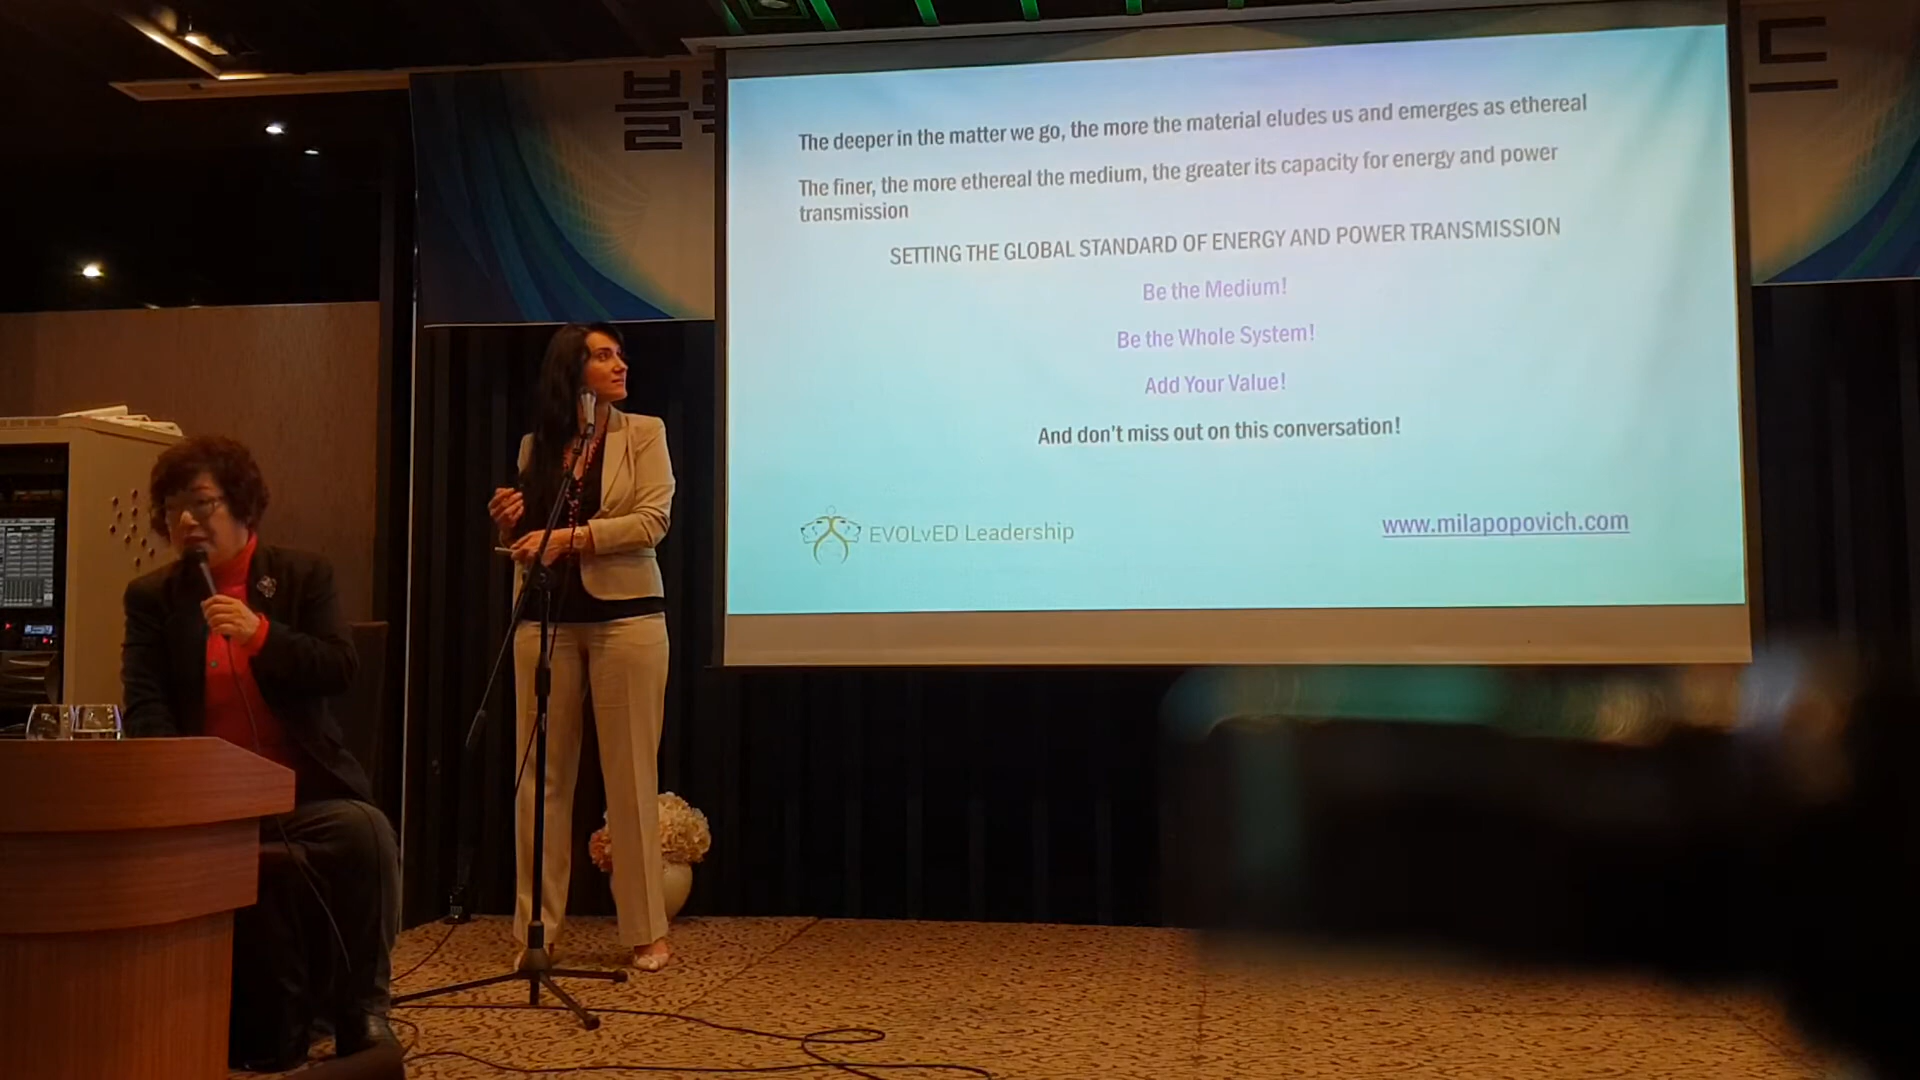 블록
드
The deeper in the matter we go, the more the material eludes us and emerges as ethereal
The finer, the more ethereal the medium, the greater its capacity for energy and power
transmission
SETTING THE GLOBAL STANDARD OF ENERGY AND POWER TRANSMISSION
Be the Medium!
Be the Whole System!
Add Your Value!
And don't miss out on this conversation!
EVOLvED Leadership
www.milapopovich.com